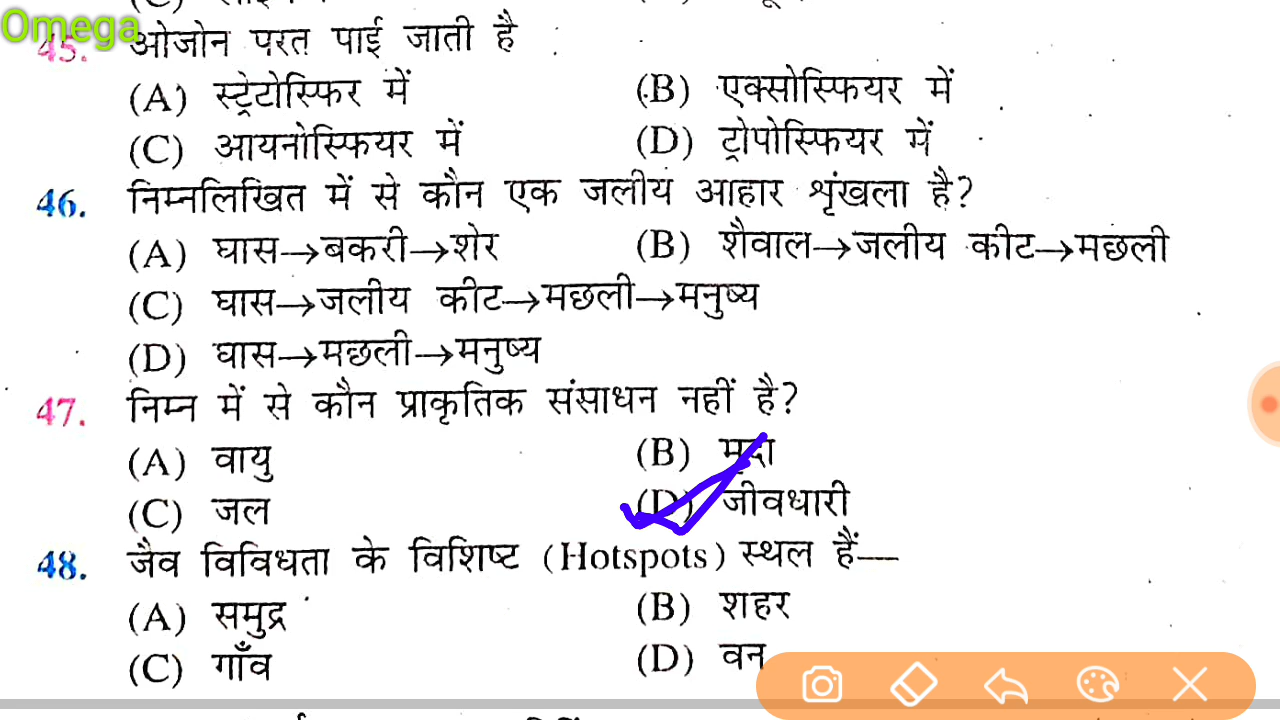 Omega
45. ओजोन परत पाई जाती है
(A) स्ट्रेटोस्फिर में (B) एक्सोस्फियर में
(C) आयनोस्फियर में (D) ट्रोपोस्फियर में
46. निम्नलिखित में से कौन एक जलीय आहार शृंखला है?
(A) घास→बकरी→शेर (B) शैवाल→जलीय कीट→मछली
(C) घास→जलीय कीट→मछली→मनुष्य
(D) घास→मछली→मनुष्य
47. निम्न में से कौन प्राकृतिक संसाधन नहीं है?
(A) वायु (B) मृदा
(C) जल (D) जीवधारी
48. जैव विविधता के विशिष्ट (Hotspots) स्थल हैं—
(A) समुद्र (B) शहर
(C) गाँव (D) वन